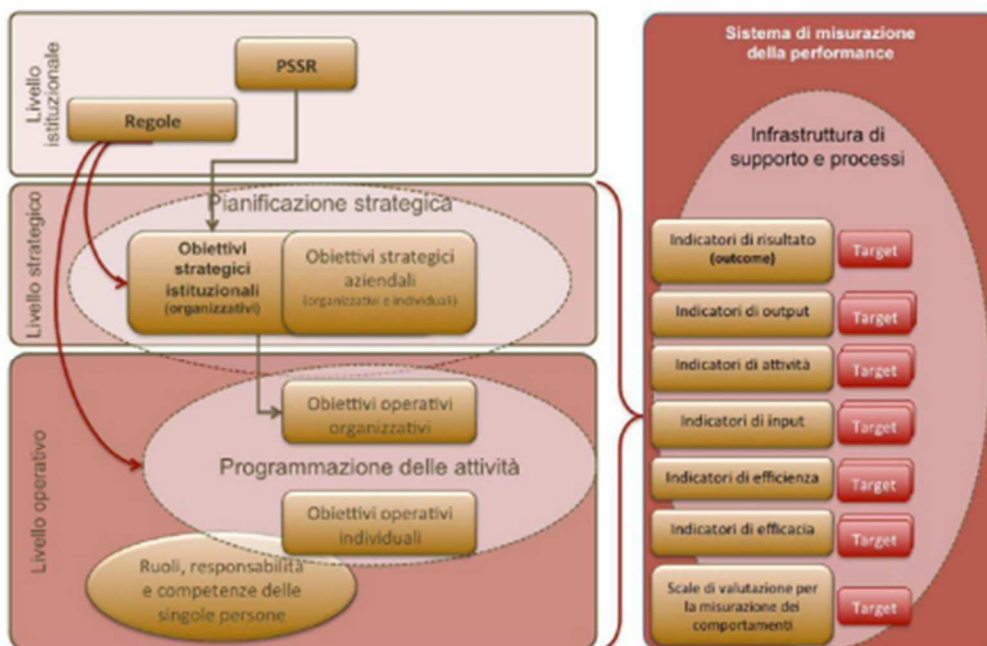 Livello
istituzionale
PSSR
Regole
Livello strategico
Pianificazione strategica
Obiettivi
strategici
istituzionali
(organizzativi)
Obiettivi strategici
aziendali
(organizzativi e individuali)
Livello operativo
Obiettivi operativi
organizzativi
Programmazione delle attività
Obiettivi operativi
individuali
Ruoli, responsabilità
e competenze delle
singole persone
Sistema di misurazione
della performance
Infrastruttura di
supporto e processi
Indicatori di risultato
(outcome)
Target
Indicatori di output
Target
Indicatori di attività
Target
Indicatori di input
Target
Indicatori di efficienza
Target
Indicatori di efficacia
Target
Scale di valutazione per
la misurazione dei
comportamenti
Target